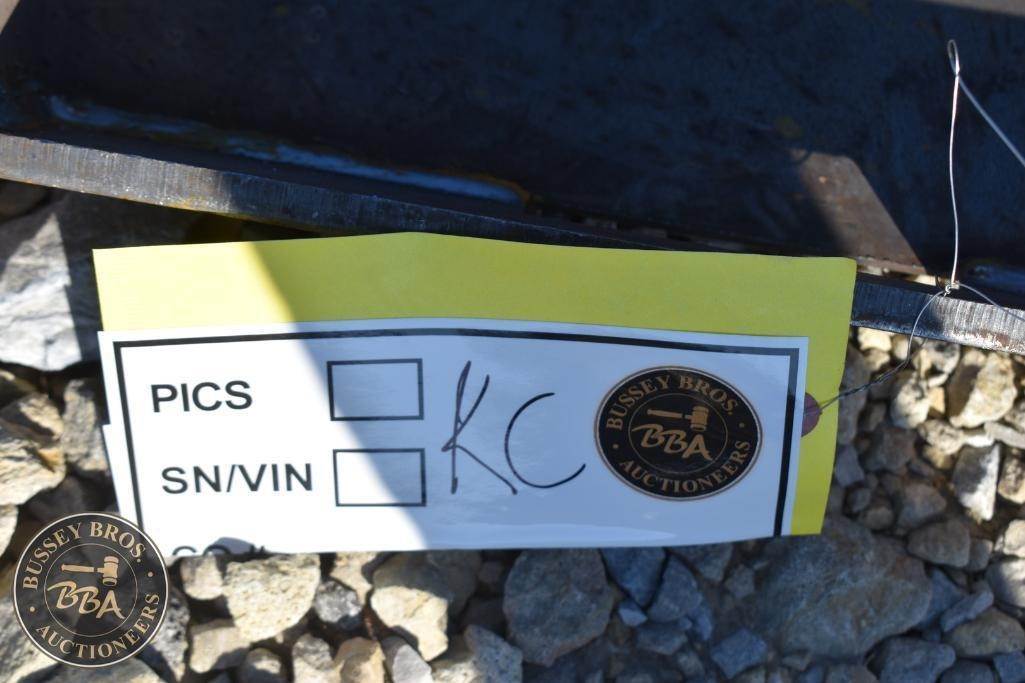 PICS
SN/VIN
KC
BUSSEY BROS.
BBA
AUCTIONEERS
BUSSEY BROS.
BBA
AUCTIONEERS